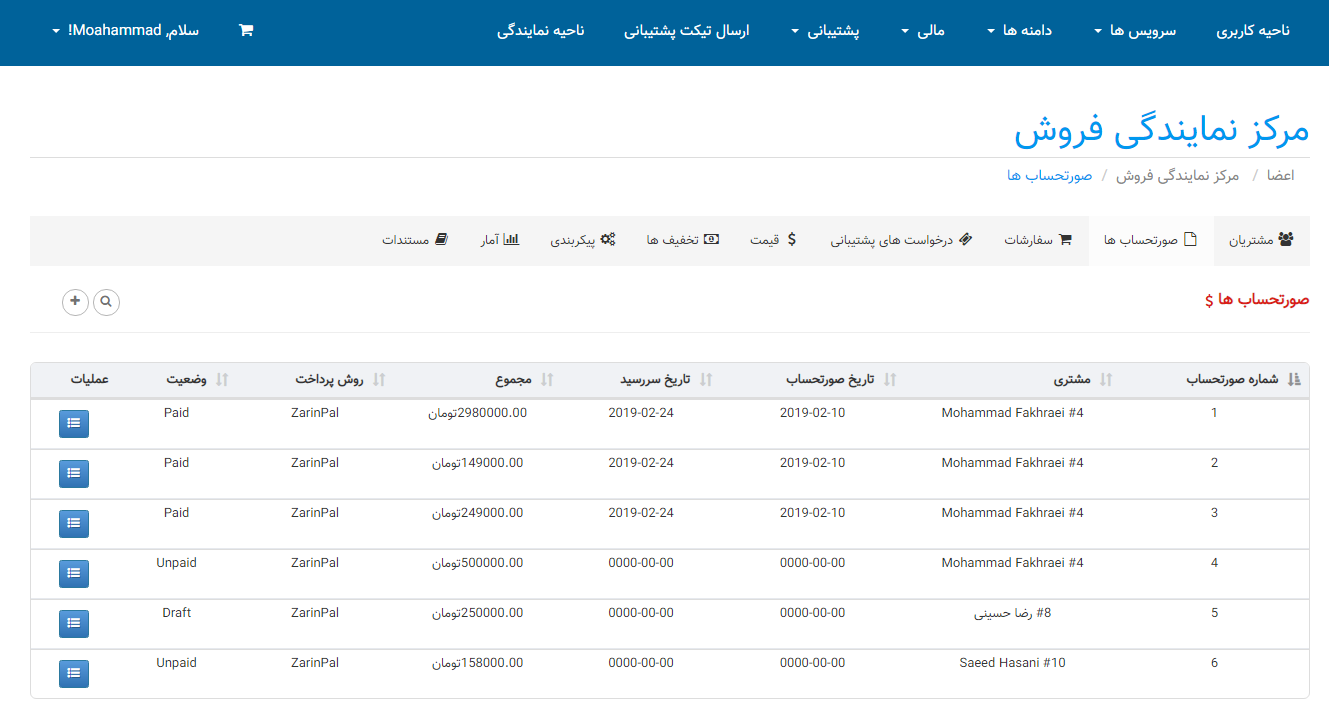 ناحیه کاربری سرویس ها دامنه ها مالی پشتیبانی ارسال تیکت پشتیبانی ناحیه نمایندگی سلام, Moahammad!
مرکز نمایندگی فروش
اعضا / مرکز نمایندگی فروش / صورتحساب ها
مشتریان صورتحساب ها سفارشات درخواست های پشتیبانی قیمت تخفیف ها پیکربندی آمار مستندات
صورتحساب ها $
شماره صورتحساب مشتری تاریخ صورتحساب تاریخ سررسید مجموع روش پرداخت وضعیت عملیات
1 Mohammad Fakhraei #4 2019-02-10 2019-02-24 2980000.00تومان ZarinPal Paid
2 Mohammad Fakhraei #4 2019-02-10 2019-02-24 149000.00تومان ZarinPal Paid
3 Mohammad Fakhraei #4 2019-02-10 2019-02-24 249000.00تومان ZarinPal Paid
4 Mohammad Fakhraei #4 0000-00-00 0000-00-00 500000.00تومان ZarinPal Unpaid
5 #8 رضا حسینی 0000-00-00 0000-00-00 250000.00تومان ZarinPal Draft
6 Saeed Hasani #10 0000-00-00 0000-00-00 158000.00تومان ZarinPal Unpaid